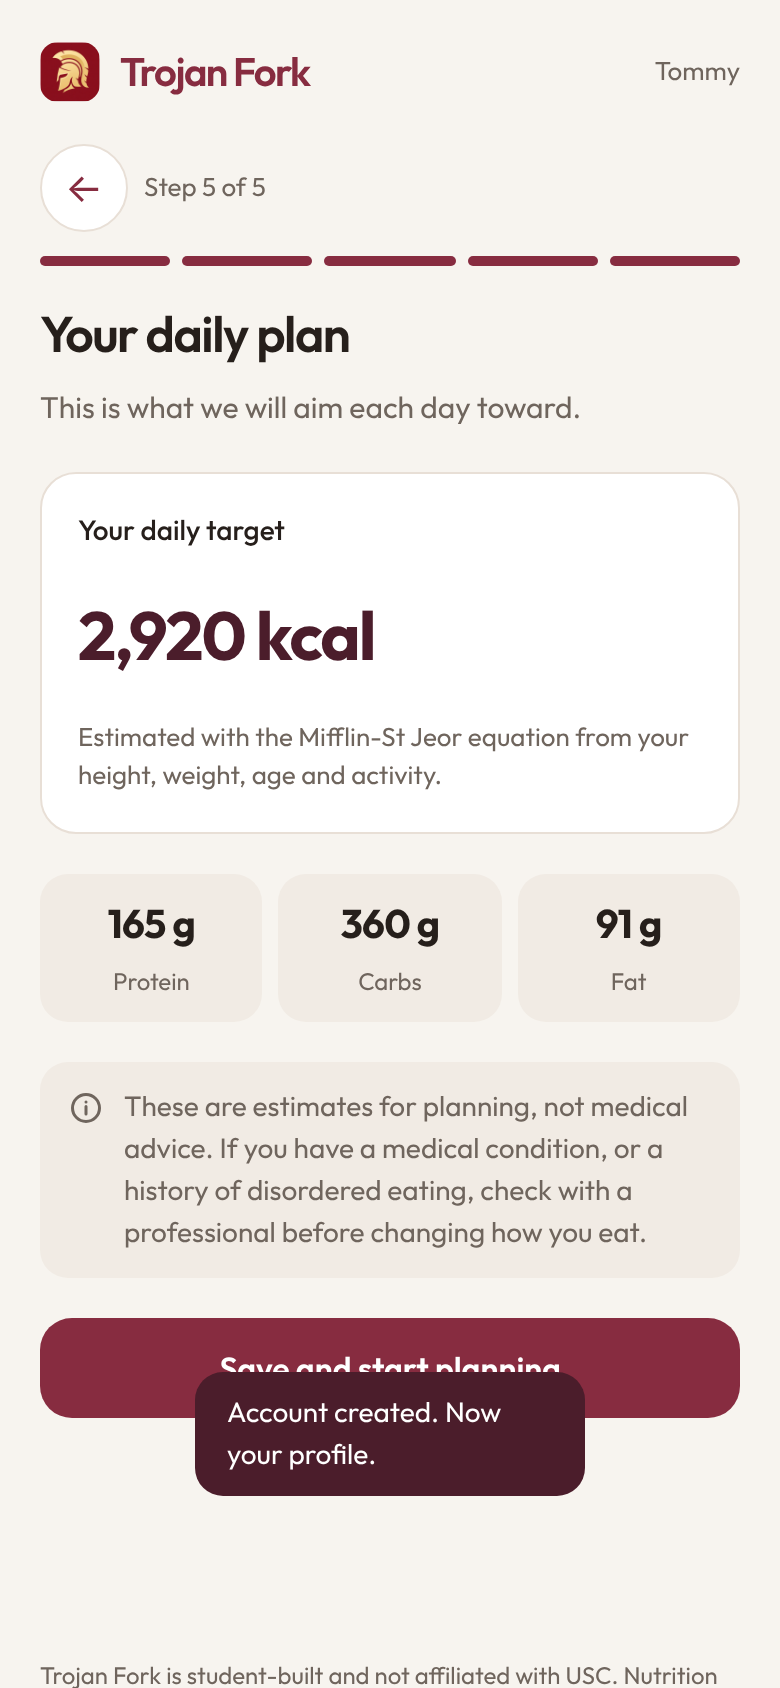 Trojan Fork
Tommy
Step 5 of 5
Your daily plan
This is what we will aim each day toward.
Your daily target
2,920 kcal
Estimated with the Mifflin-St Jeor equation from your
height, weight, age and activity.
165 g
Protein
360 g
Carbs
91 g
Fat
These are estimates for planning, not medical
advice. If you have a medical condition, or a
history of disordered eating, check with a
professional before changing how you eat.
Save and start planning
Account created. Now
your profile.
Trojan Fork is student-built and not affiliated with USC. Nutrition